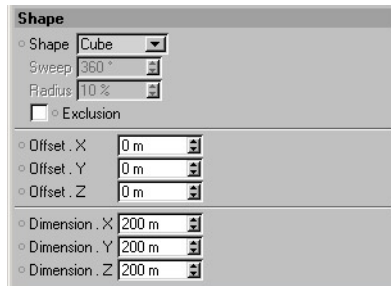 Shape
Shape Cube
Sweep 360 °
Radius 10 %
Exclusion
Offset . X 0 m
Offset . Y 0 m
Offset . Z 0 m
Dimension . X 200 m
Dimension . Y 200 m
Dimension . Z 200 m